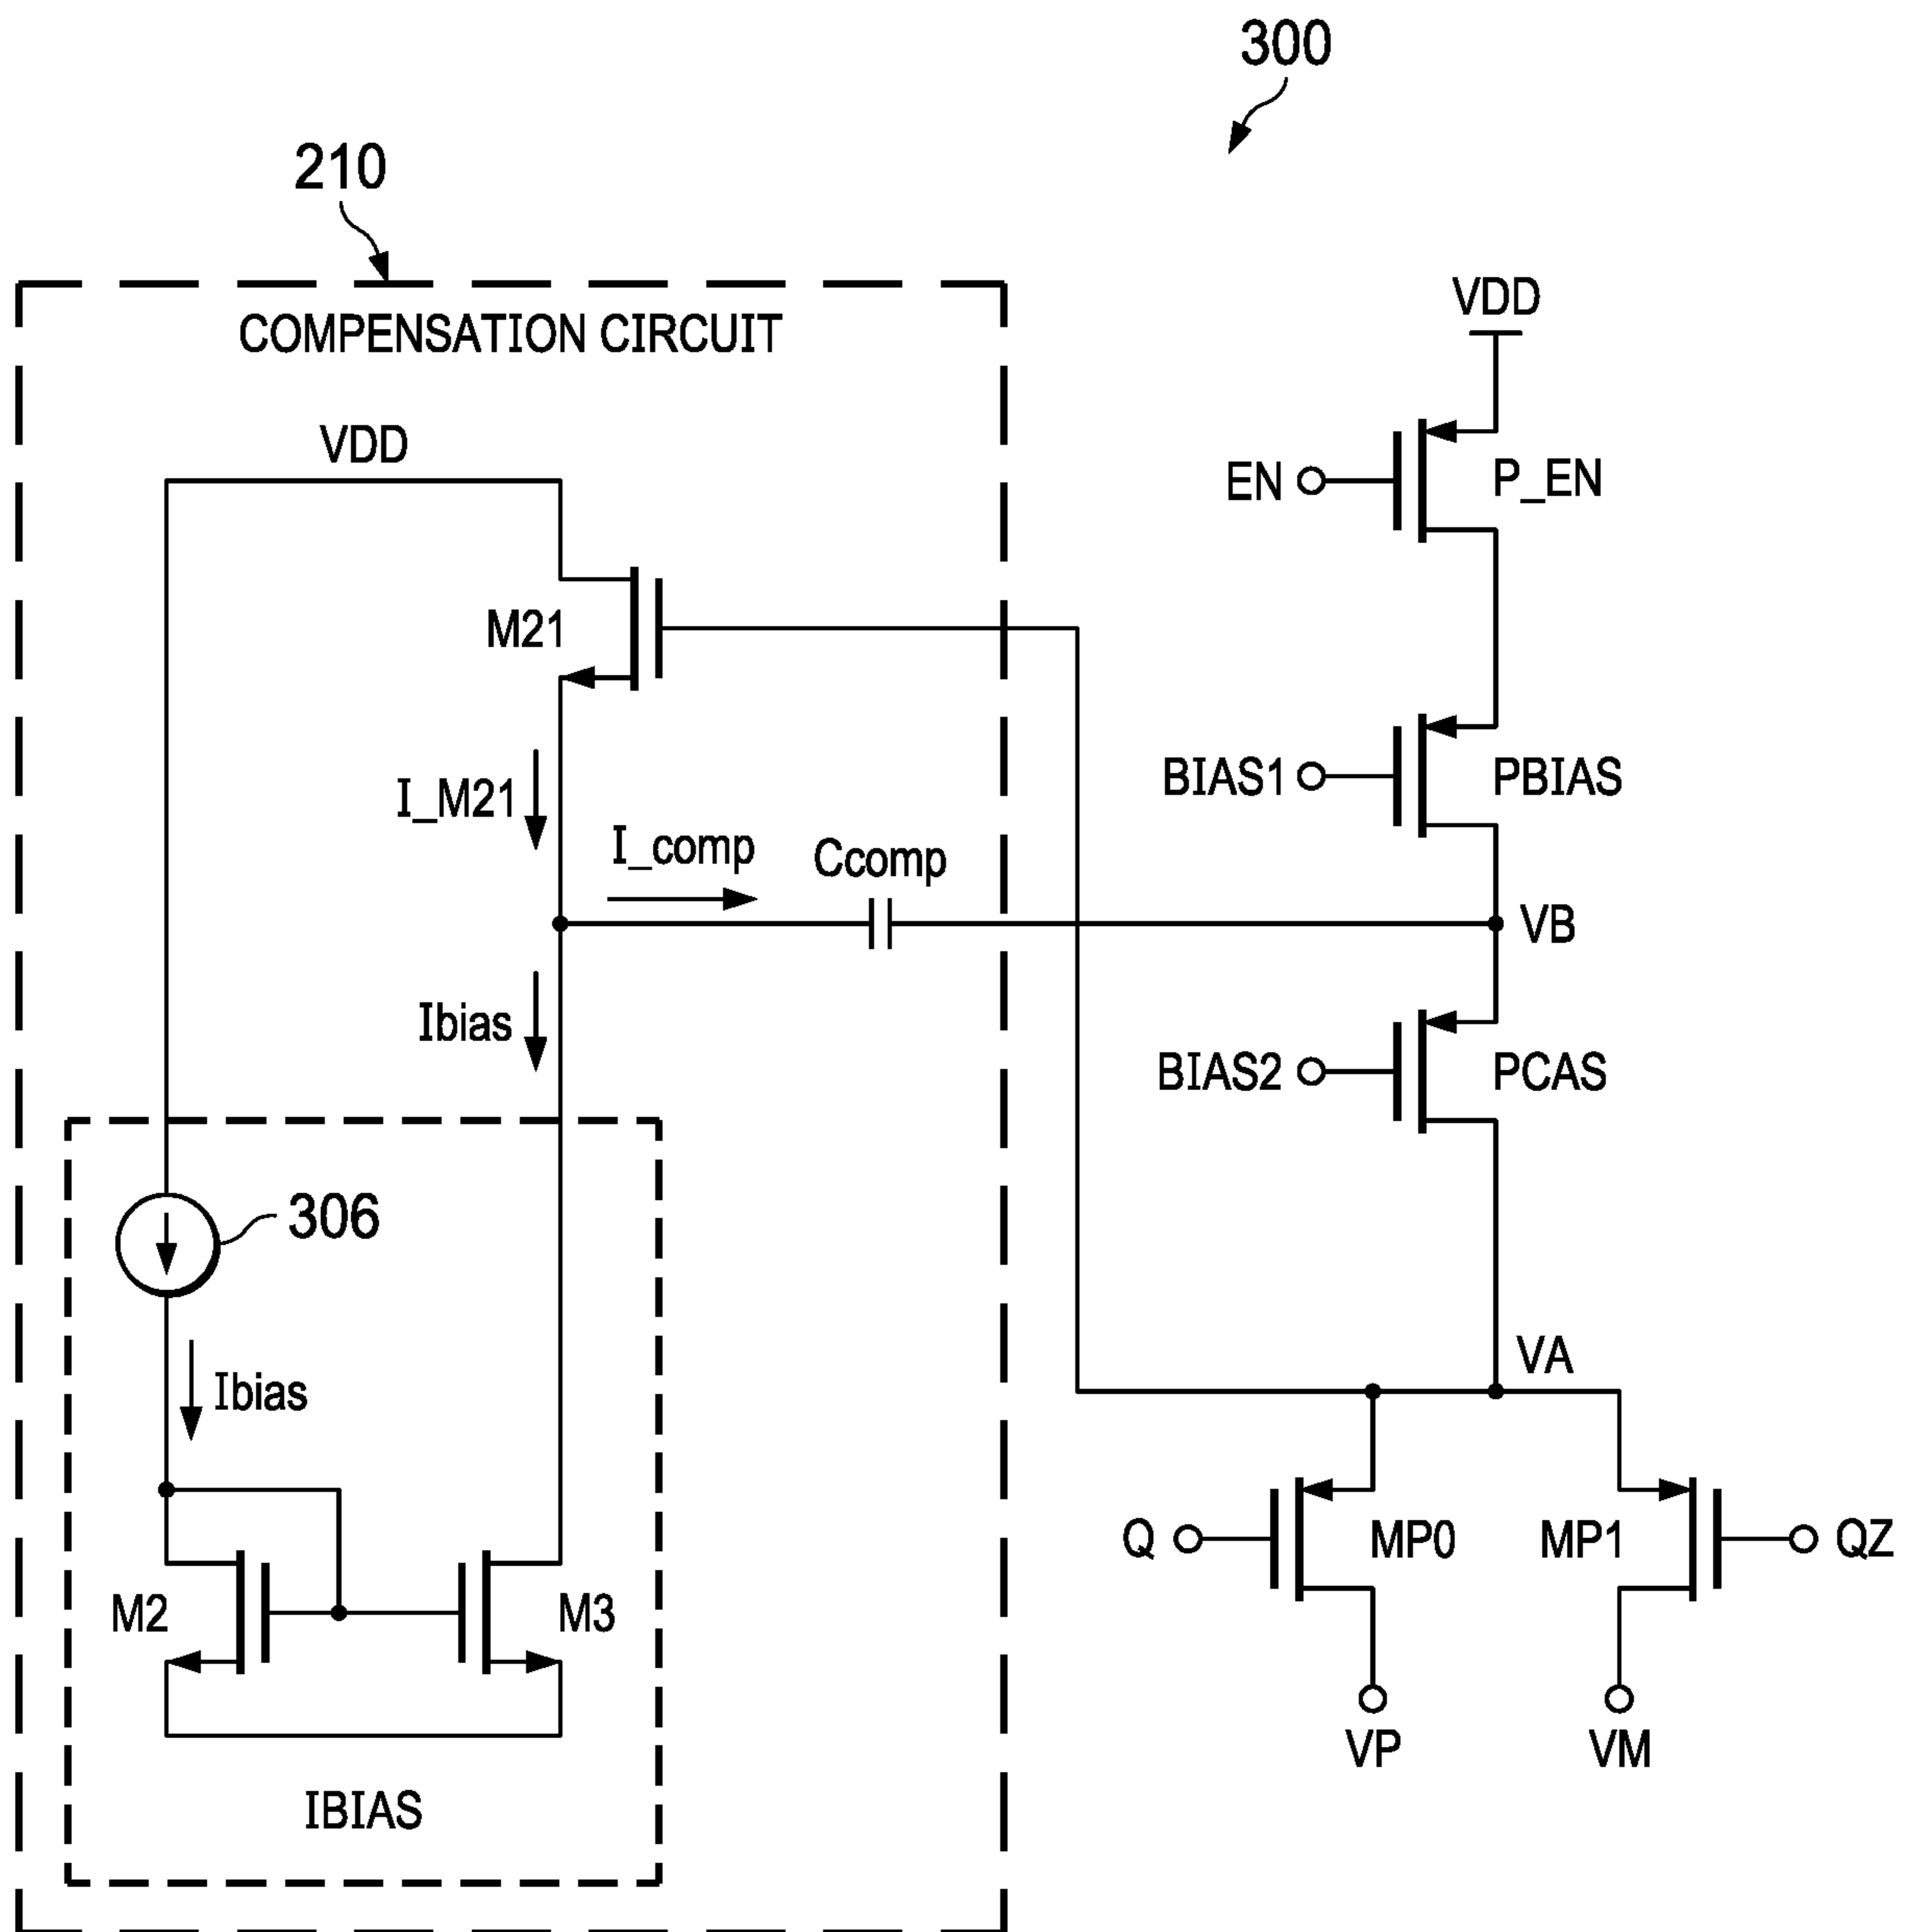 300
210
COMPENSATION CIRCUIT
VDD
VDD
EN
P_EN
M21
I_M21
BIAS1
PBIAS
I_comp
Ccomp
VB
Ibias
BIAS2
PCAS
306
Ibias
VA
Q
MP0
MP1
QZ
M2
M3
VP
VM
IBIAS